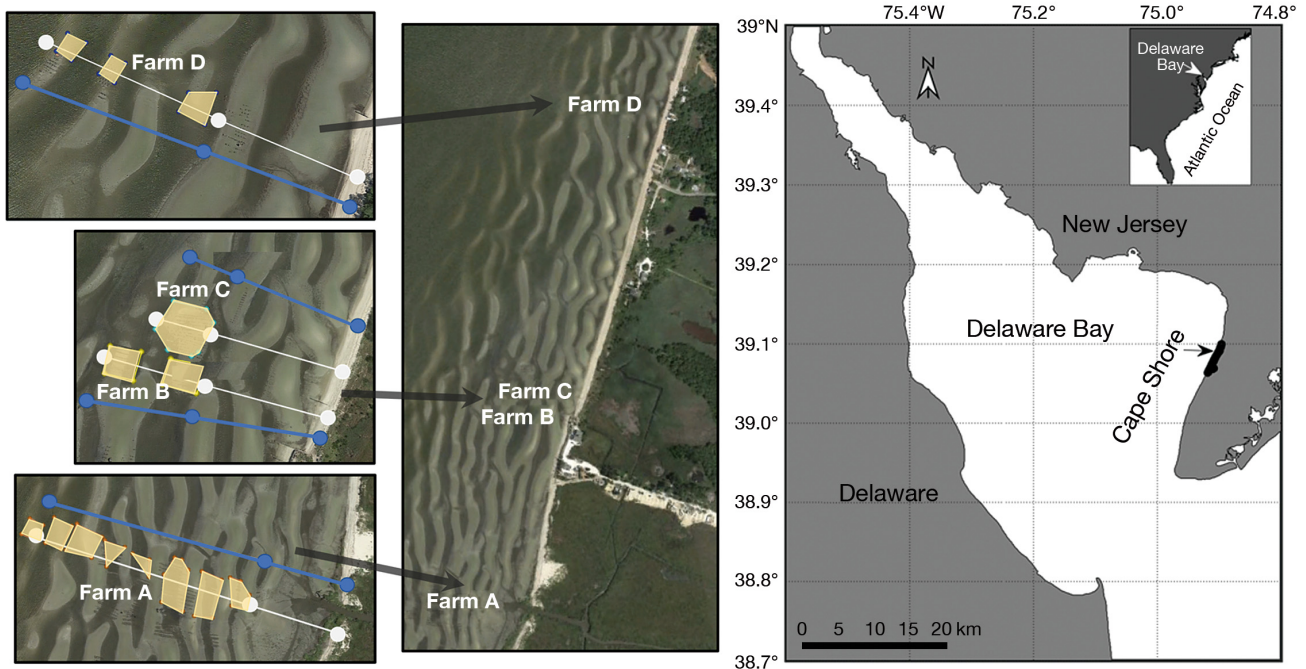 Farm D
Farm C
Farm B
Farm A
Farm D
Farm C
Farm B
Farm A
75.4°W
75.2°
75.0°
74.8°
39°N
39.4°
39.3°
39.2°
39.1°
39.0°
38.9°
38.8°
38.7°
N
Delaware
Bay
Atlantic Ocean
New Jersey
Delaware Bay
Cape Shore
Delaware
0 5 10 15 20 km